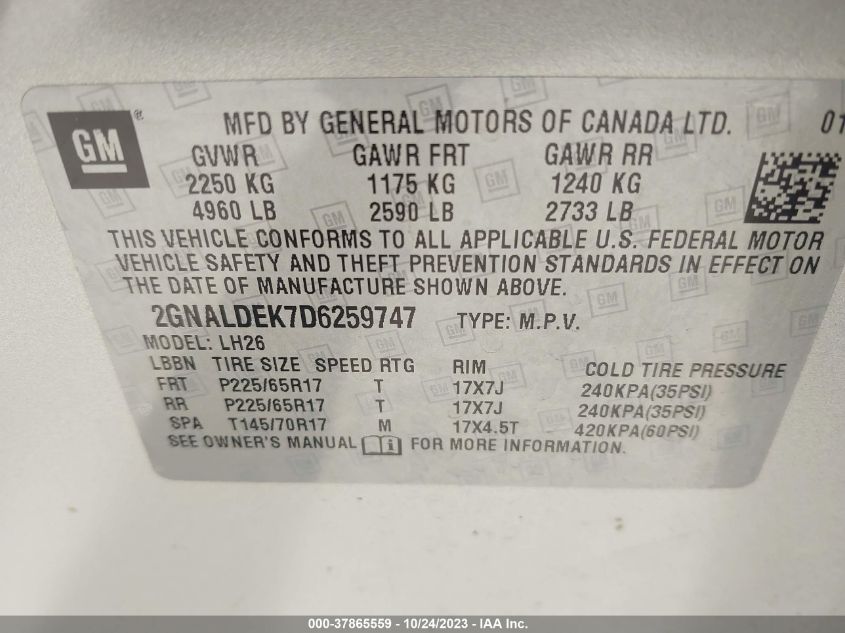 GM ®
MFD BY GENERAL MOTORS OF CANADA LTD. 01
GVWR GAWR FRT GAWR RR
2250 KG 1175 KG 1240 KG
4960 LB 2590 LB 2733 LB
THIS VEHICLE CONFORMS TO ALL APPLICABLE U.S. FEDERAL MOTOR
VEHICLE SAFETY AND THEFT PREVENTION STANDARDS IN EFFECT ON
THE DATE OF MANUFACTURE SHOWN ABOVE.
2GNALDEK7D6259747 TYPE: M.P.V.
MODEL: LH26
LBBN TIRE SIZE SPEED RTG RIM COLD TIRE PRESSURE
FRT P225/65R17 T 17X7J 240KPA(35PSI)
RR P225/65R17 T 17X7J 240KPA(35PSI)
SPA T145/70R17 M 17X4.5T 420KPA(60PSI)
SEE OWNER'S MANUAL i FOR MORE INFORMATION.
000-37865559 - 10/24/2023 - IAA Inc.